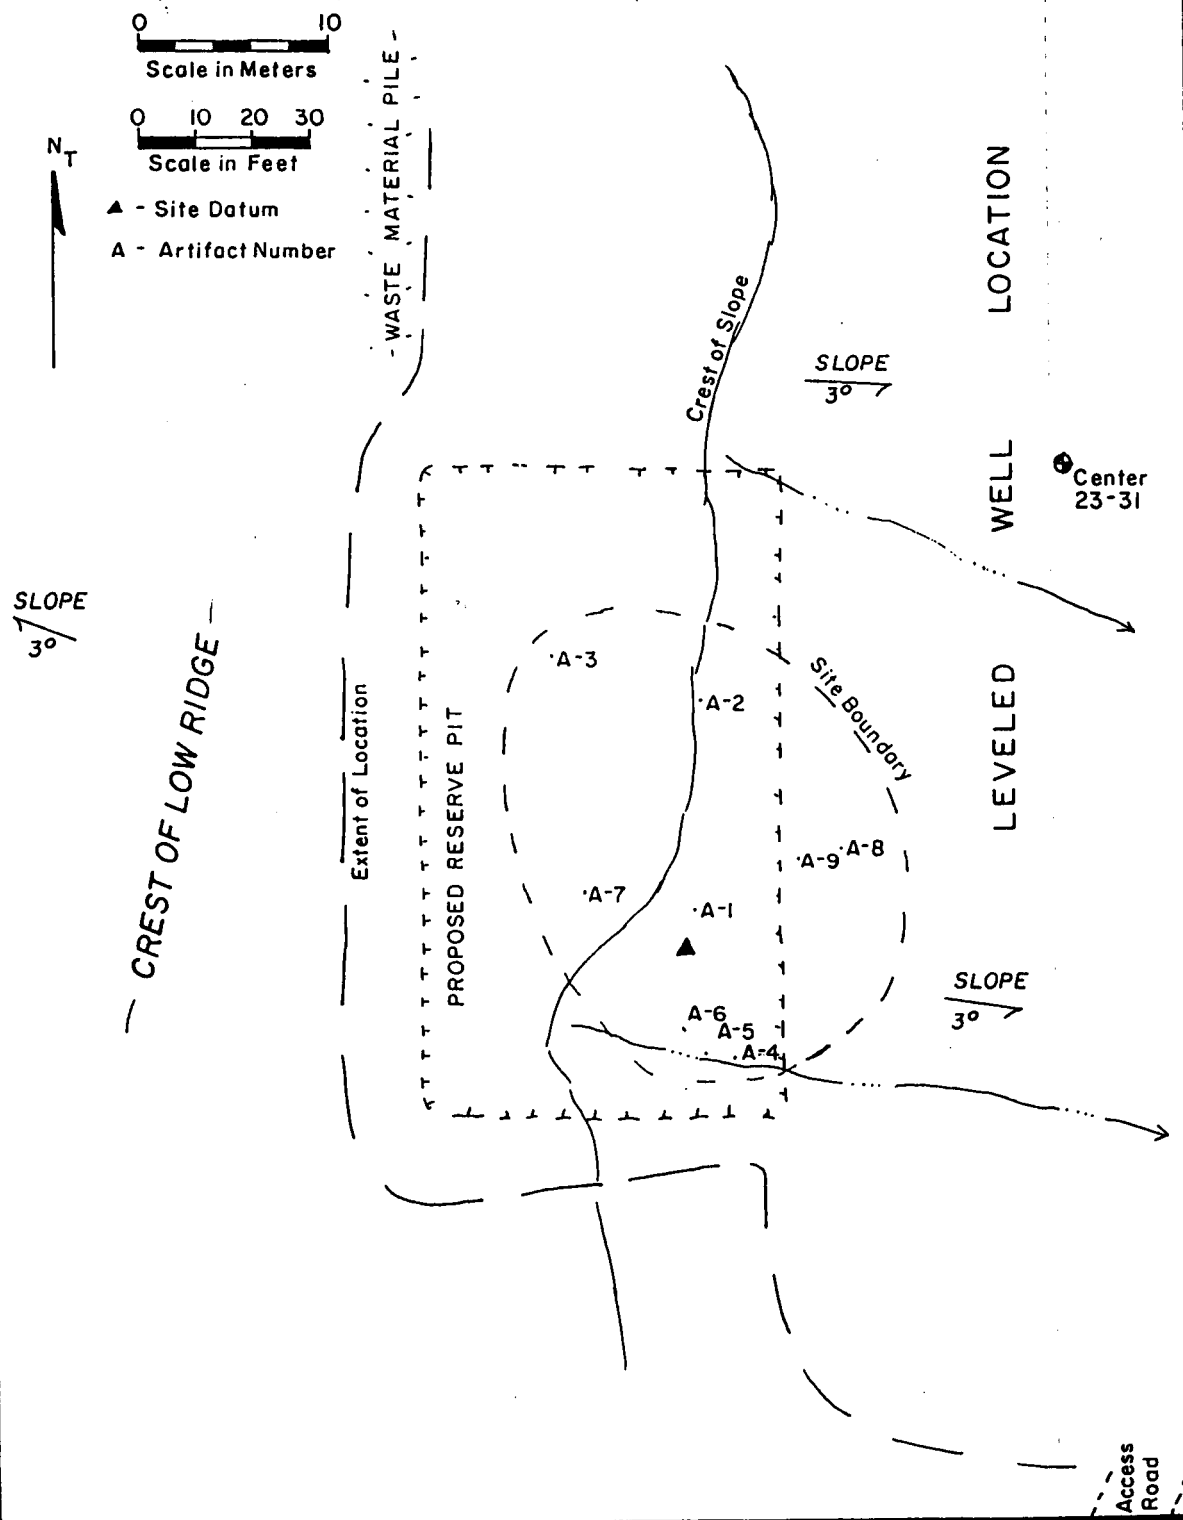 0 10
Scale in Meters
0 10 20 30
Scale in Feet
NT
▲ - Site Datum
A - Artifact Number
-WASTE MATERIAL PILE-
Crest of Slope
SLOPE
3°
LEVELED WELL LOCATION
Center
23-31
SLOPE
3°
CREST OF LOW RIDGE
Extent of Location
PROPOSED RESERVE PIT
A-3
A-2
Site Boundary
A-9
A-8
A-7
A-1
A-6
A-5
A-4
SLOPE
3°
Access
Road